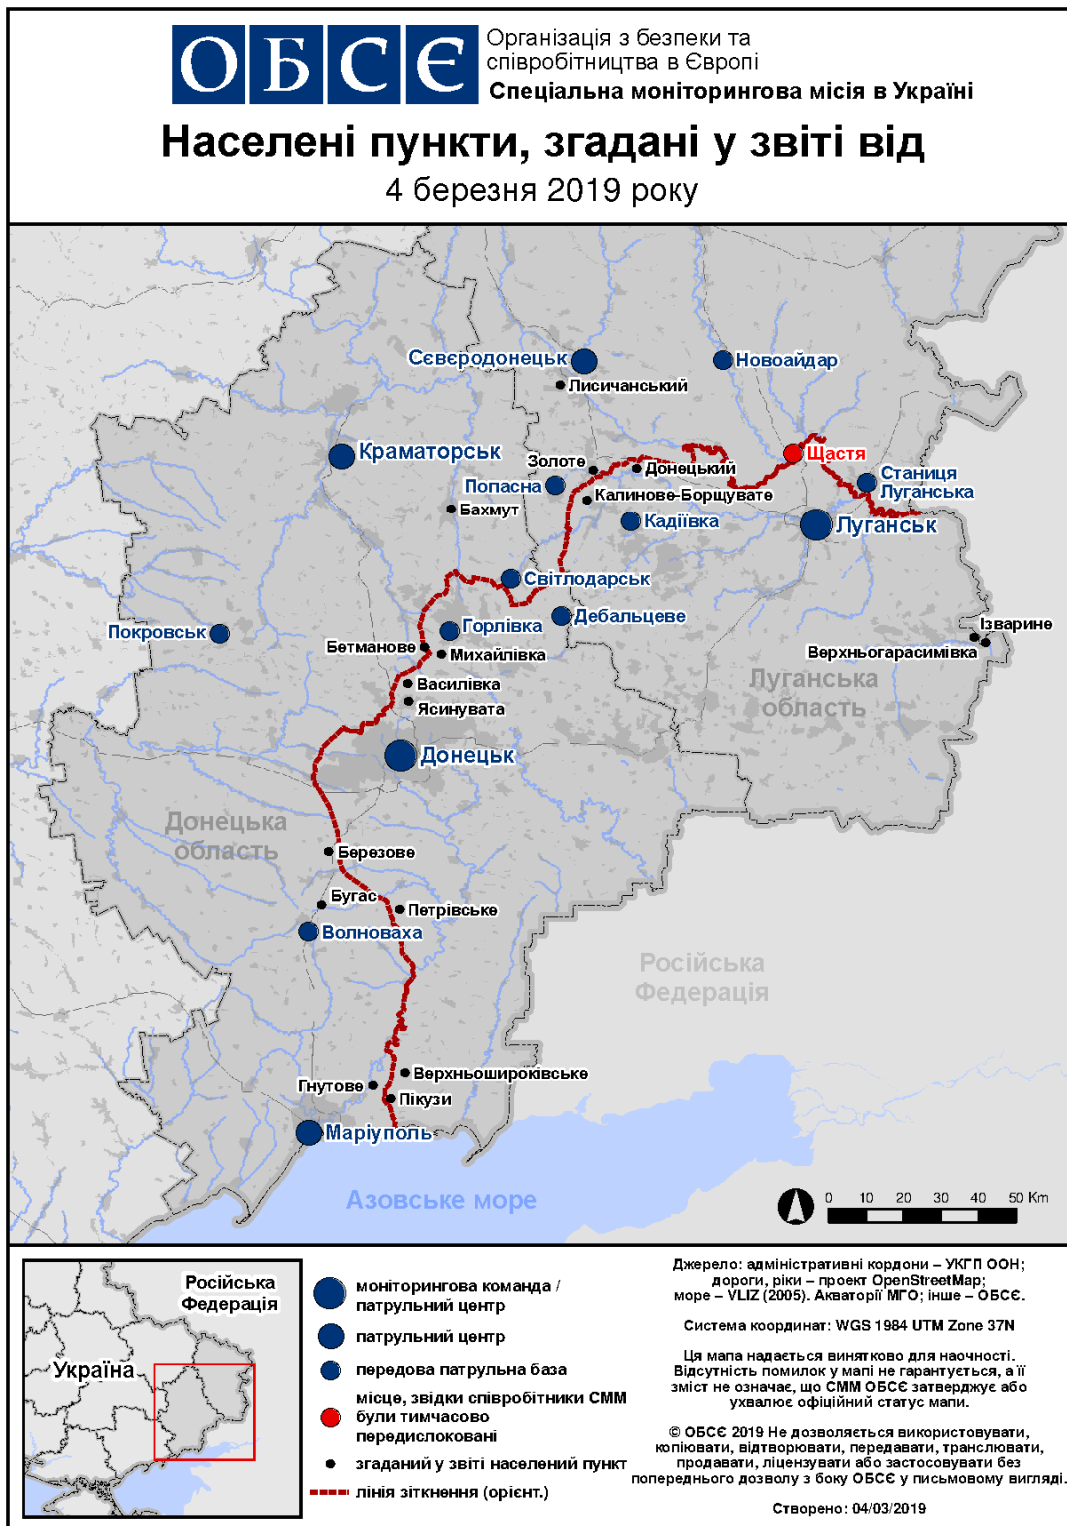 ОБСЄ
Організація з безпеки та
співробітництва в Європі
Спеціальна моніторингова місія в Україні
Населені пункти, згадані у звіті від
4 березня 2019 року
Сєвєродонецьк
Новоайдар
Лисичанський
Краматорськ
Щастя
Золоте
Донецький
Станиця
Луганська
Попасна
Калинове-Борщувате
Бахмут
Кадіївка
Луганськ
Світлодарськ
Дебальцеве
Горлівка
Покровськ
Ізварине
Бетманове
Михайлівка
Верхньогарасимівка
Василівка
Луганська
область
Ясинувата
Донецьк
Донецька
область
Березове
Бугас
Петрівське
Волноваха
Російська
Федерація
Верхньошироківське
Гнутове
Пікузи
Маріуполь
Азовське море
0 10 20 30 40 50 Km
Російська
Федерація
Україна
моніторингова команда /
патрульний центр
патрульний центр
передова патрульна база
місце, звідки співробітники СММ
були тимчасово
передислоковані
згаданий у звіті населений пункт
лінія зіткнення (орієнт.)
Джерело: адміністративні кордони – УКГП ООН;
дороги, ріки – проект OpenStreetMap;
море – VLIZ (2005). Акваторії МГО; інше – ОБСЄ.
Система координат: WGS 1984 UTM Zone 37N
Ця мапа надається винятково для наочності.
Відсутність помилок у мапі не гарантується, а її
зміст не означає, що СММ ОБСЄ затверджує або
ухвалює офіційний статус мапи.
© ОБСЄ 2019 Не дозволяється використовувати,
копіювати, відтворювати, передавати, транслювати,
продавати, ліцензувати або застосовувати без
попереднього дозволу з боку ОБСЄ у письмовому вигляді.
Створено: 04/03/2019